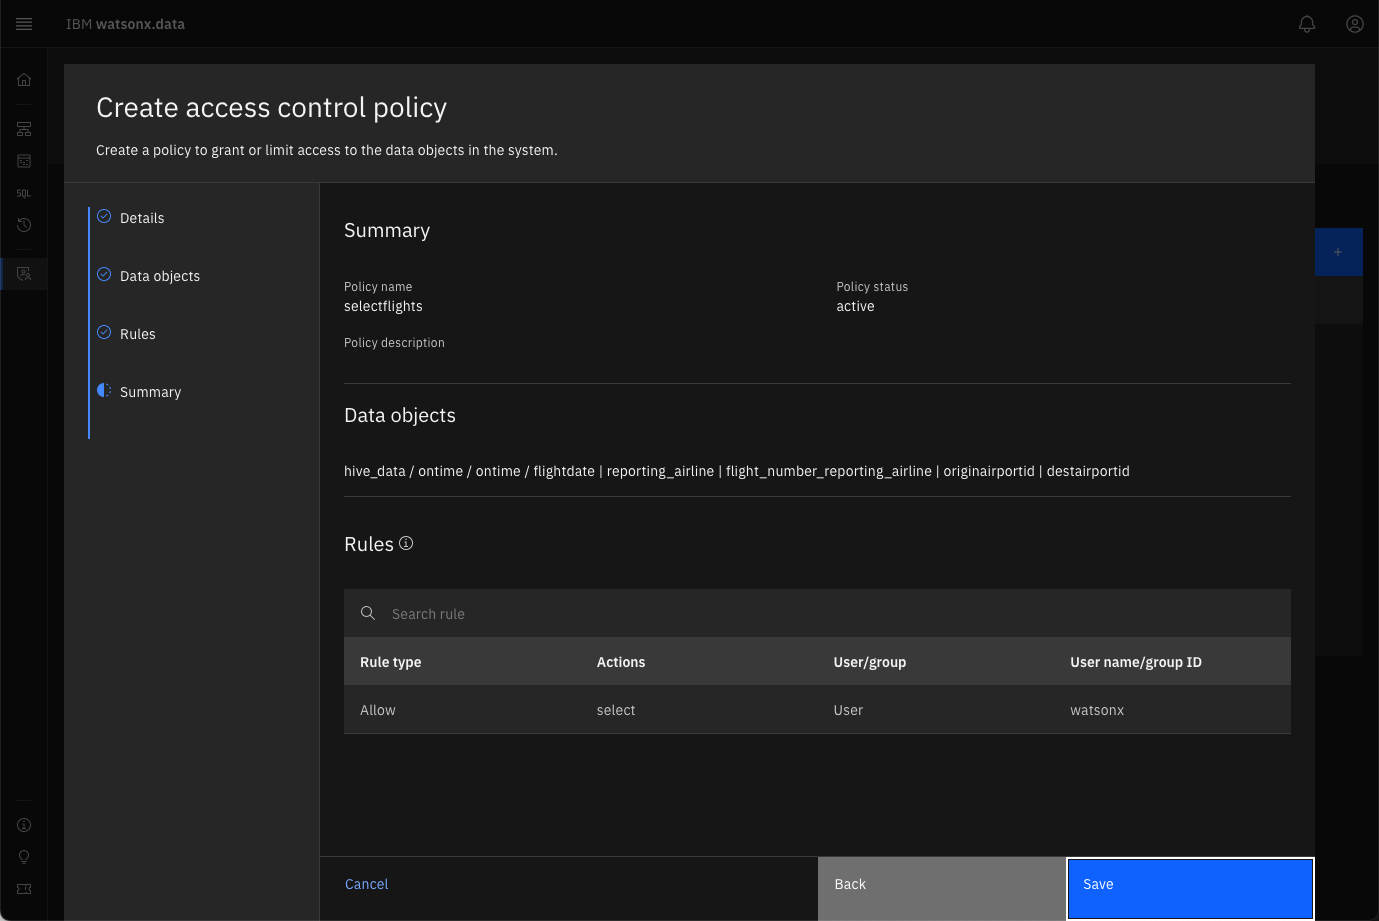 IBM watsonx.data
Create access control policy
Create a policy to grant or limit access to the data objects in the system.
Details
Data objects
Rules
Summary
SQL
Summary
Policy name
selectflights
Policy status
active
Policy description
Data objects
hive_data / ontime / ontime / flightdate | reporting_airline | flight_number_reporting_airline | originairportid | destairportid
Rules
Search rule
Rule type Actions User/group User name/group ID
Allow select User watsonx
Cancel Back Save